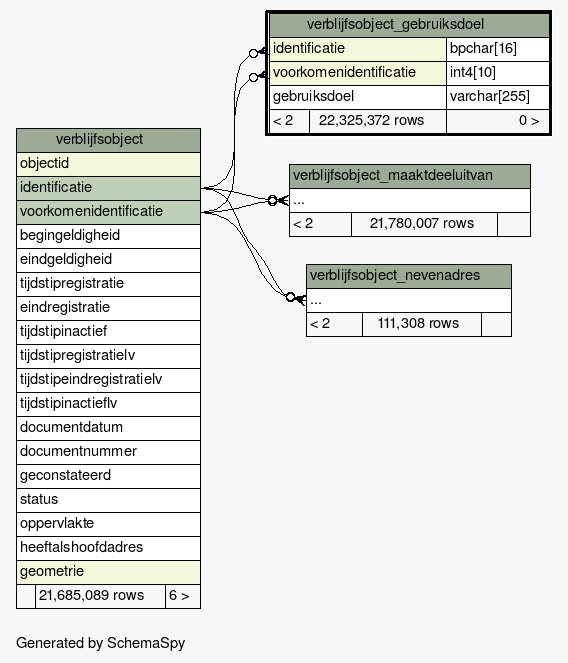 verblijfsobject_gebruiksdoel
identificatie bpchar[16]
voorkomenidentificatie int4[10]
gebruiksdoel varchar[255]
< 2 22,325,372 rows 0 >
verblijfsobject
objectid
identificatie
voorkomenidentificatie
begingeldigheid
eindgeldigheid
tijdstipregistratie
eindregistratie
tijdstipinactief
tijdstipregistratielv
tijdstipeindregistratielv
tijdstipinactieflv
documentdatum
documentnummer
geconstateerd
status
oppervlakte
heeftalshoofdadres
geometrie
21,685,089 rows 6 >
verblijfsobject_maaktdeeluitvan
...
< 2 21,780,007 rows
verblijfsobject_nevenadres
...
< 2 111,308 rows
Generated by SchemaSpy